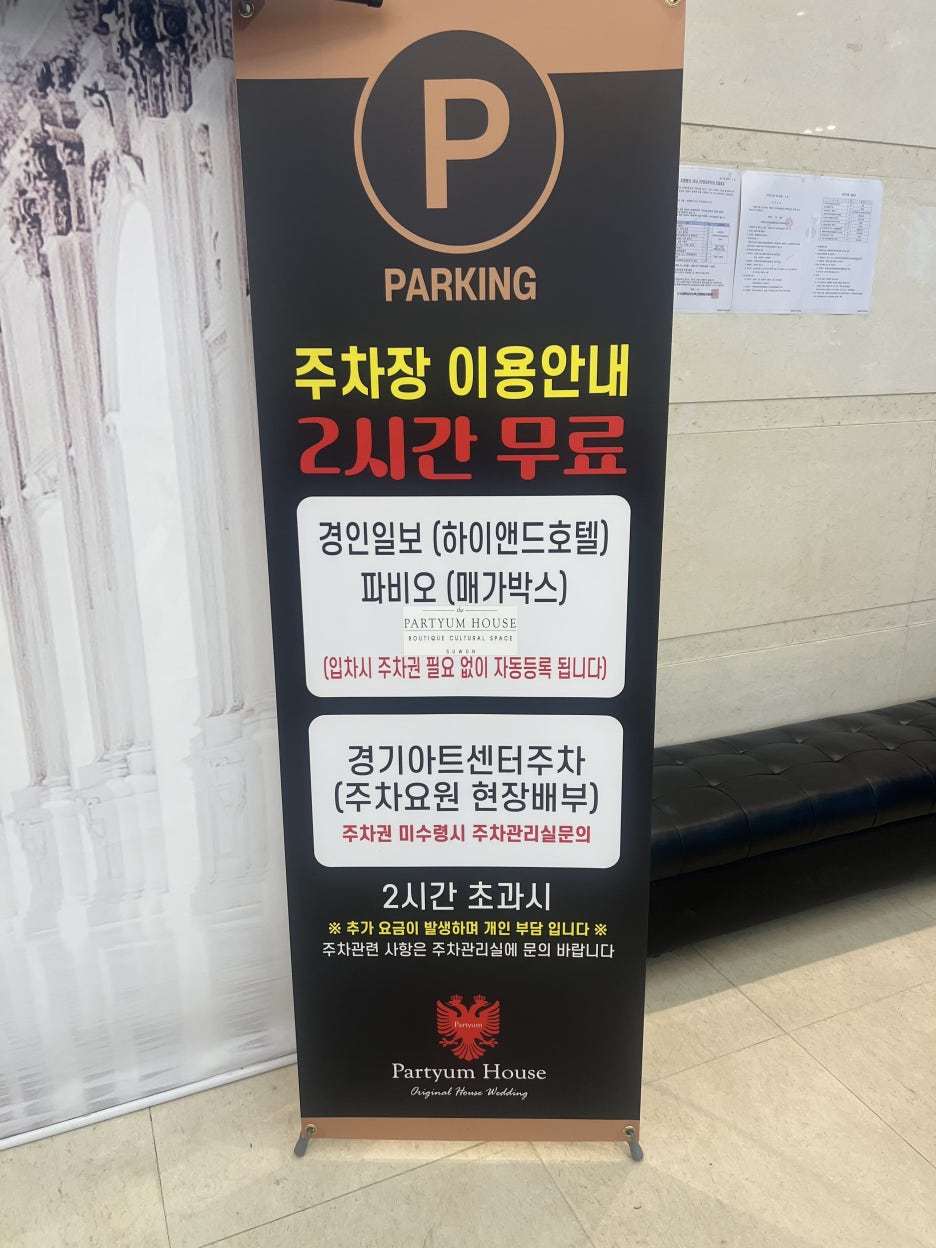 P
PARKING
주차장 이용안내
2시간 무료
경인일보 (하이앤드호텔)
파비오 (매가박스)
the
PARTYUM HOUSE
BOUTIQUE CULTURAL SPACE
SUWON
(입차시 주차권 필요 없이 자동등록 됩니다)
경기아트센터주차
(주차요원 현장배부)
주차권 미수령시 주차관리실문의
2시간 초과시
※ 추가 요금이 발생하며 개인 부담 입니다 ※
주차관련 사항은 주차관리실에 문의 바랍니다
Partyum
Partyum House
Original House Wedding